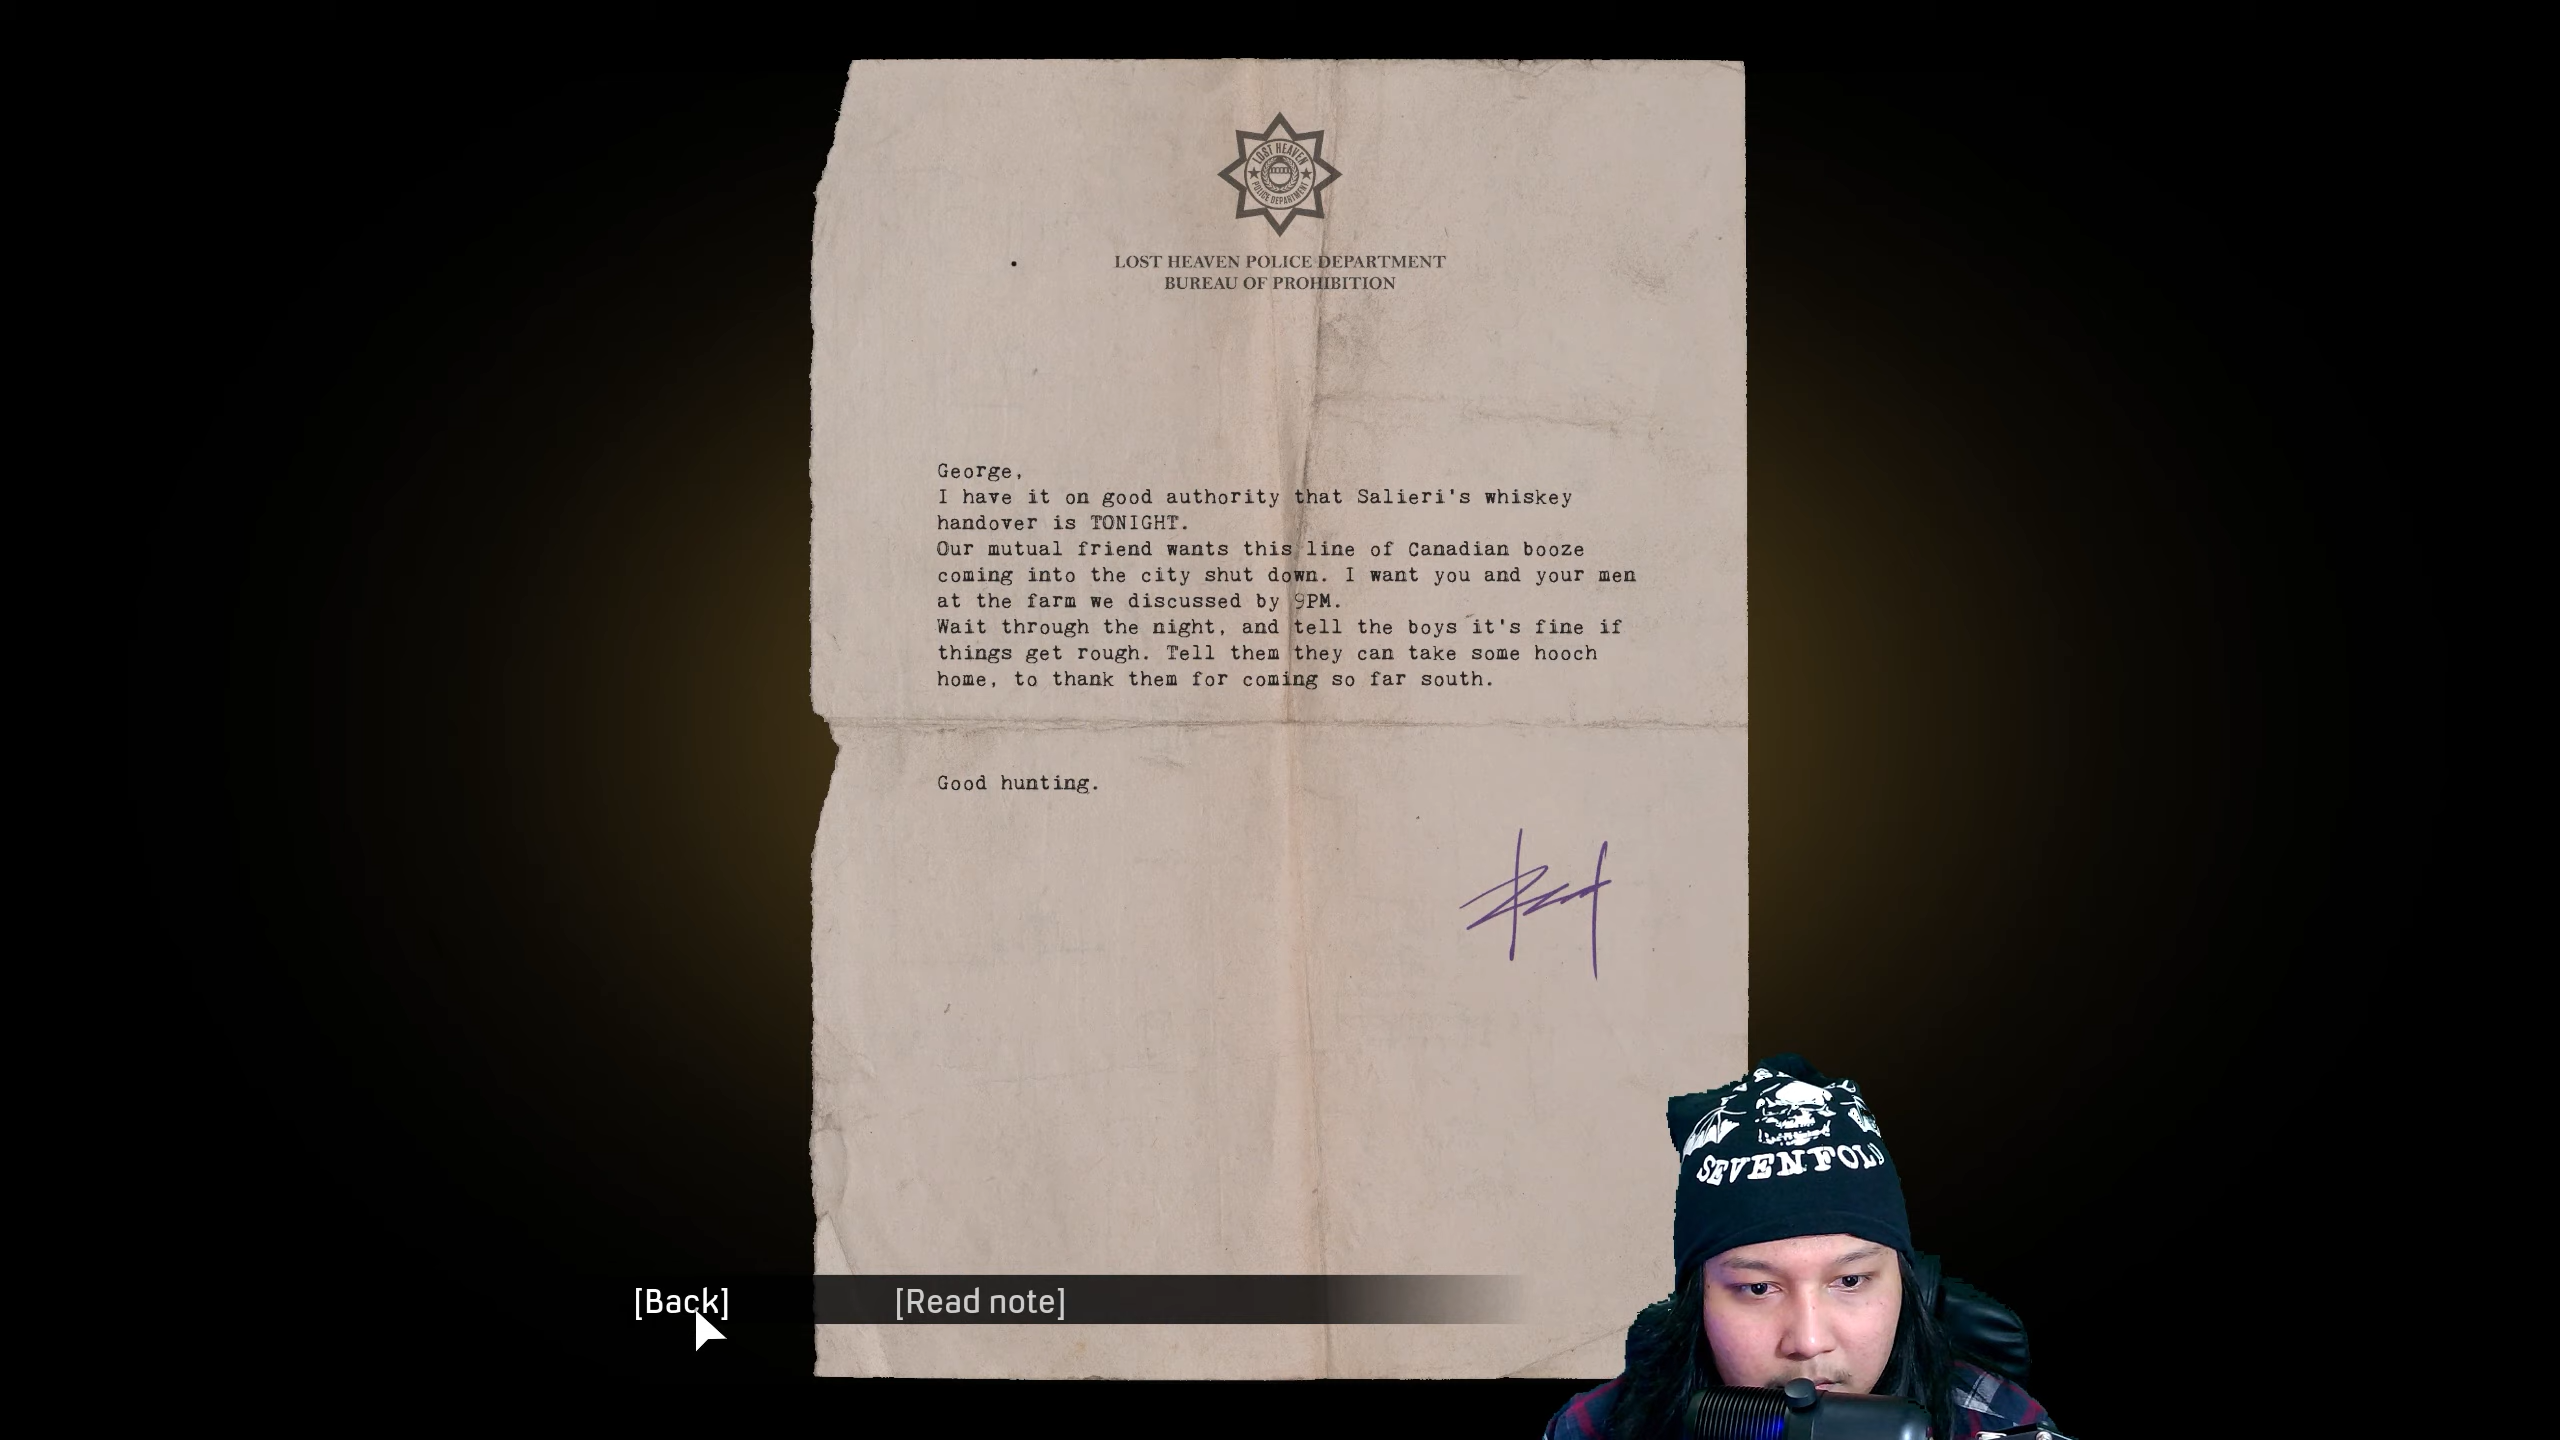 LOST HEAVEN
POLICE DEPARTMENT
LOST HEAVEN POLICE DEPARTMENT
BUREAU OF PROHIBITION
George,
I have it on good authority that Salieri's whiskey
handover is TONIGHT.
Our mutual friend wants this line of Canadian booze
coming into the city shut down. I want you and your men
at the farm we discussed by 9PM.
Wait through the night, and tell the boys it's fine if
things get rough. Tell them they can take some hooch
home, to thank them for coming so far south.
Good hunting.
SEVENFOLD
[Back]
[Read note]